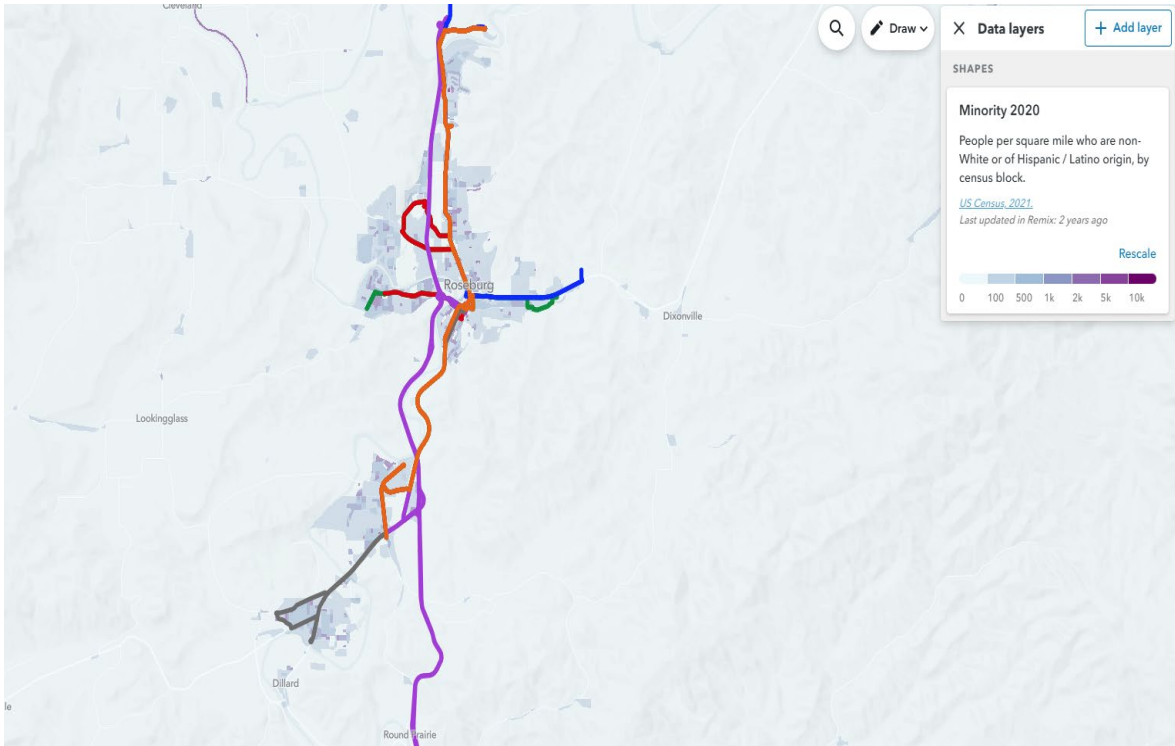 Cleveland
Draw
Data layers
+ Add layer
SHAPES
Minority 2020
People per square mile who are non-
White or of Hispanic / Latino origin, by
census block.
US Census, 2021.
Last updated in Remix: 2 years ago
Rescale
0 100 500 1k 2k 5k 10k
Roseburg
Dixonville
Lookingglass
Dillard
le
Round Prairie